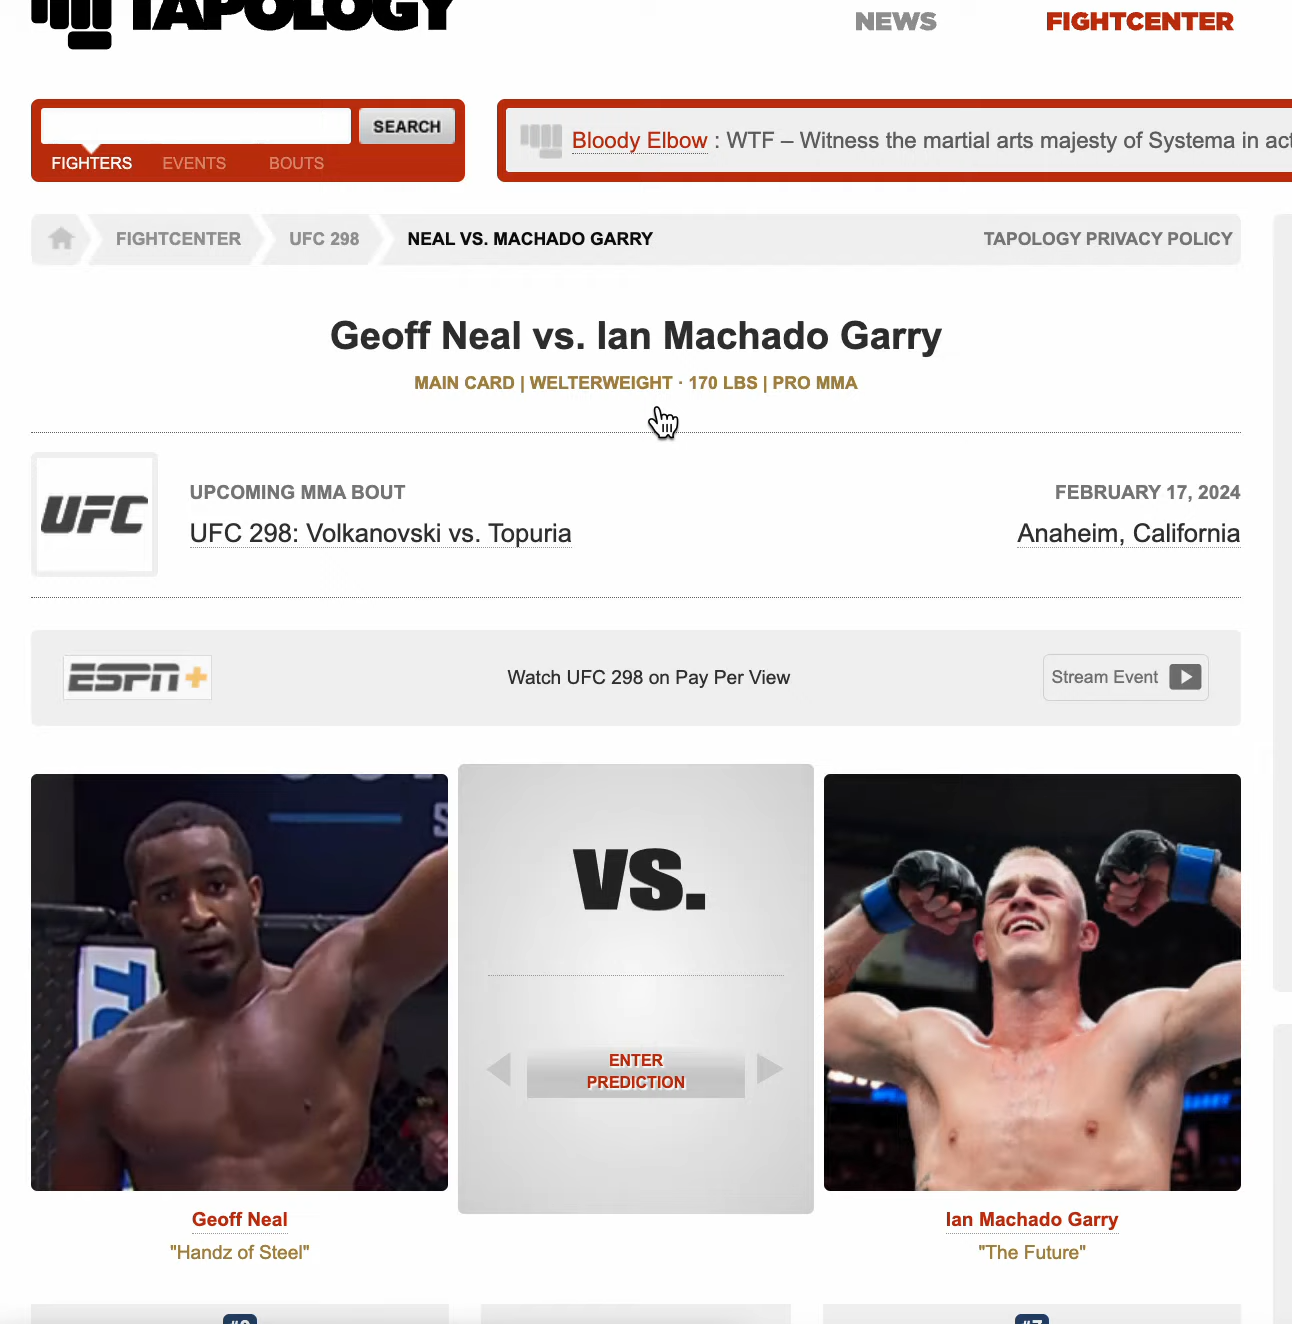 TAPOLOGY
NEWS
FIGHTCENTER
SEARCH
FIGHTERS
EVENTS
BOUTS
Bloody Elbow : WTF – Witness the martial arts majesty of Systema in act
FIGHTCENTER
UFC 298
NEAL VS. MACHADO GARRY
TAPOLOGY PRIVACY POLICY
Geoff Neal vs. Ian Machado Garry
MAIN CARD | WELTERWEIGHT · 170 LBS | PRO MMA
UFC
UPCOMING MMA BOUT
FEBRUARY 17, 2024
UFC 298: Volkanovski vs. Topuria
Anaheim, California
ESPN+
Watch UFC 298 on Pay Per View
Stream Event
VS.
ENTER
PREDICTION
Geoff Neal
Ian Machado Garry
"Handz of Steel"
"The Future"